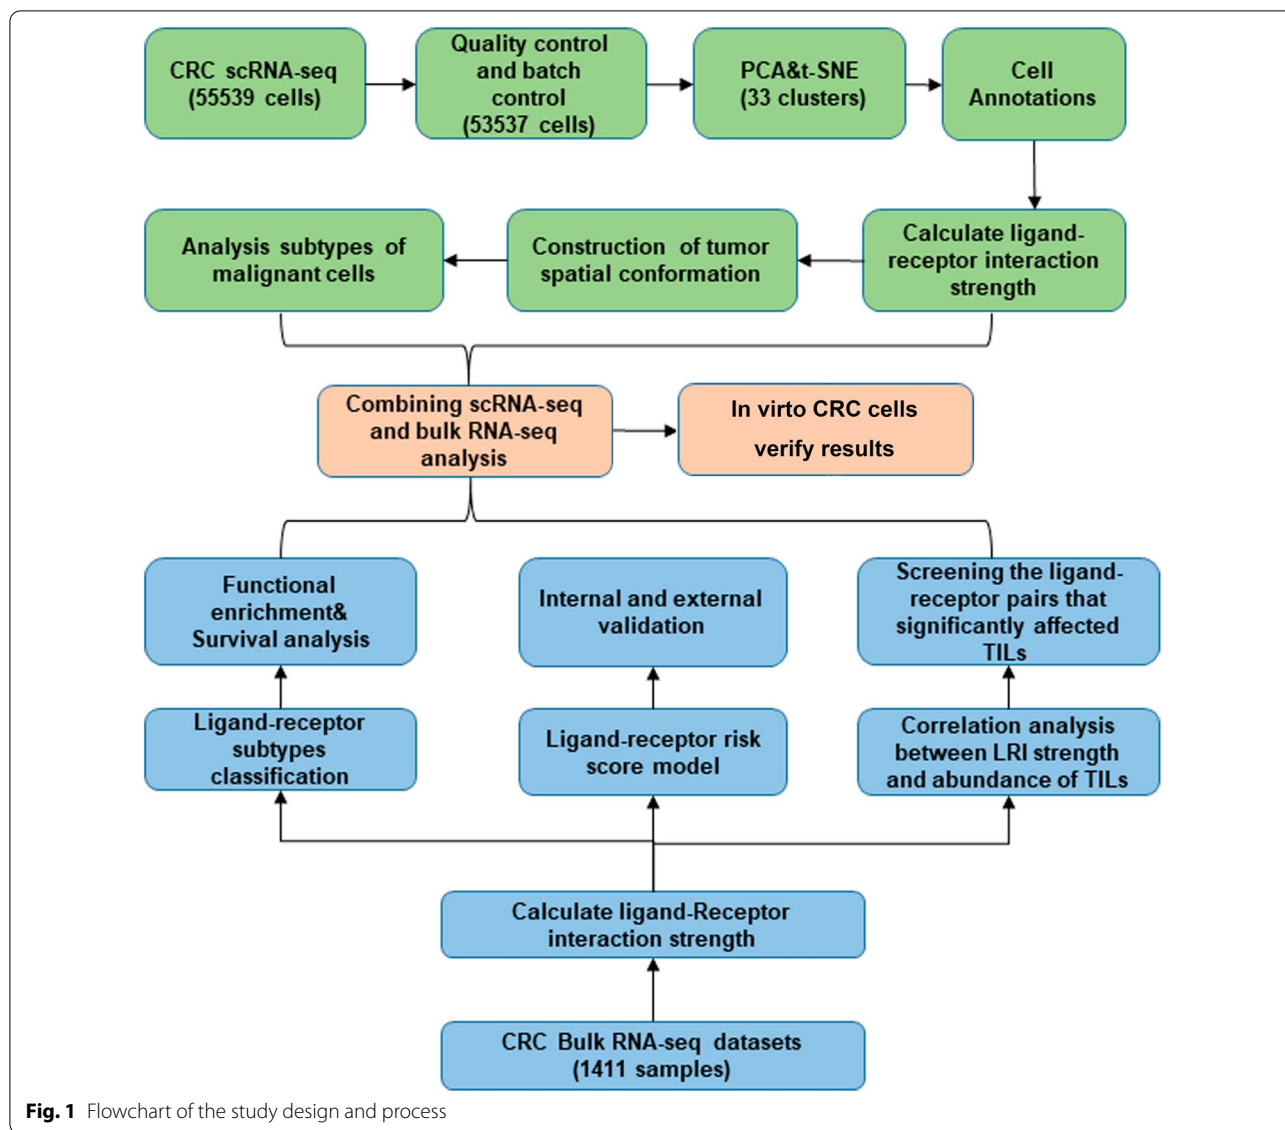 CRC scRNA-seq
(55539 cells)
Quality control
and batch
control
(53537 cells)
PCA&t-SNE
(33 clusters)
Cell
Annotations
Analysis subtypes of
malignant cells
Construction of tumor
spatial conformation
Calculate ligand-
receptor interaction
strength
Combining scRNA-seq
and bulk RNA-seq
analysis
In virto CRC cells
verify results
Functional
enrichment&
Survival analysis
Internal and external
validation
Screening the ligand-
receptor pairs that
significantly affected
TILs
Ligand-receptor
subtypes
classification
Ligand-receptor risk
score model
Correlation analysis
between LRI strength
and abundance of TILs
Calculate ligand-Receptor
interaction strength
CRC Bulk RNA-seq datasets
(1411 samples)
Fig. 1 Flowchart of the study design and process